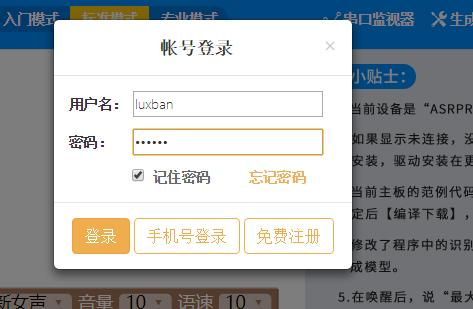 入门模式 标准模式 专业模式 串口监视器 生成
帐号登录 ×
小贴士：
用户名： luxban
当前设备是“ASRPR
密码： ••••••
如果显示未连接，没
安装，驱动安装在更
记住密码 忘记密码
当前主板的范例代码
定后【编译下载】，
登录 手机号登录 免费注册
修改了程序中的识别
成模型。
新女声 音量 10 语速 10
5.在唤醒后，说“最大